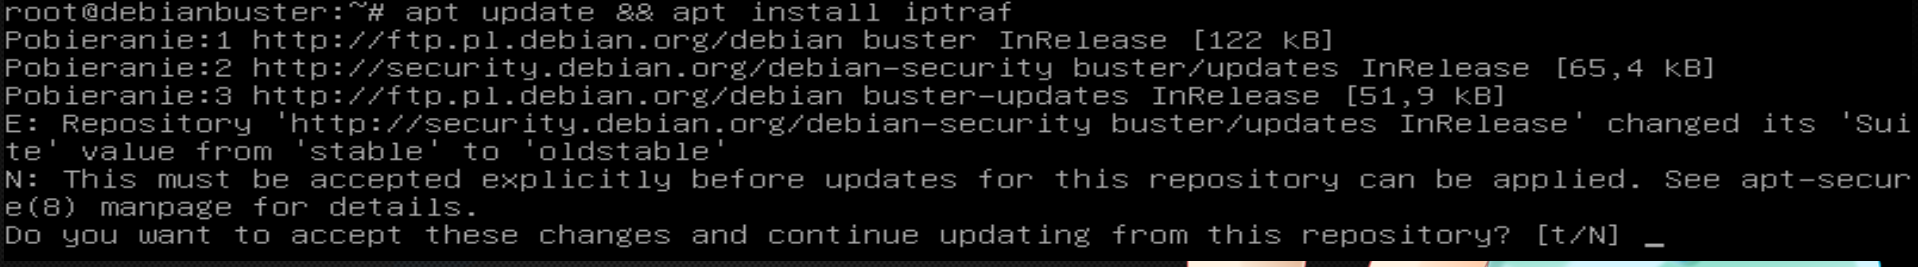 root@debianbuster:~# apt update && apt install iptraf
Pobieranie:1 http://ftp.pl.debian.org/debian buster InRelease [122 kB]
Pobieranie:2 http://security.debian.org/debian-security buster/updates InRelease [65,4 kB]
Pobieranie:3 http://ftp.pl.debian.org/debian buster-updates InRelease [51,9 kB]
E: Repository 'http://security.debian.org/debian-security buster/updates InRelease' changed its 'Sui
te' value from 'stable' to 'oldstable'
N: This must be accepted explicitly before updates for this repository can be applied. See apt-secur
e(8) manpage for details.
Do you want to accept these changes and continue updating from this repository? [t/N] _